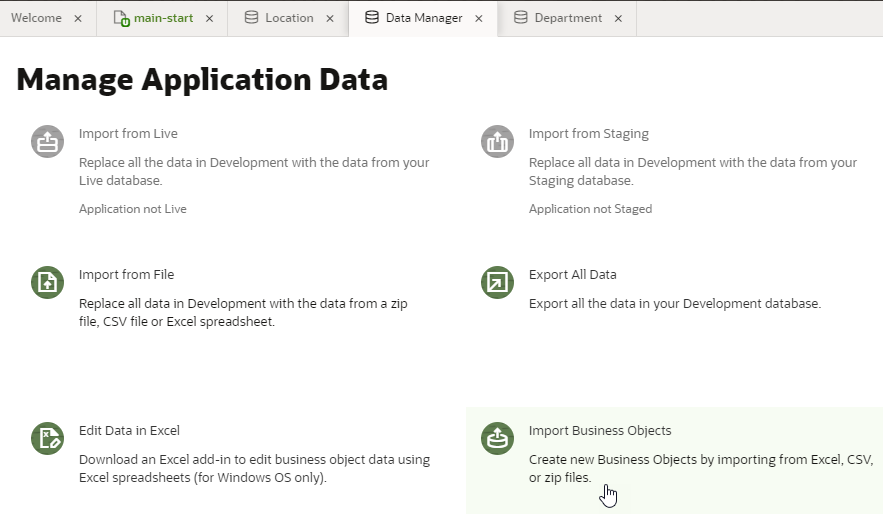 Welcome
main-start
Location
Data Manager
Department
Manage Application Data
Import from Live
Replace all the data in Development with the data from your
Live database.
Application not Live
Import from Staging
Replace all data in Development with the data from your
Staging database.
Application not Staged
Import from File
Replace all data in Development with the data from a zip
file, CSV file or Excel spreadsheet.
Export All Data
Export all the data in your Development database.
Edit Data in Excel
Download an Excel add-in to edit business object data using
Excel spreadsheets (for Windows OS only).
Import Business Objects
Create new Business Objects by importing from Excel, CSV,
or zip files.